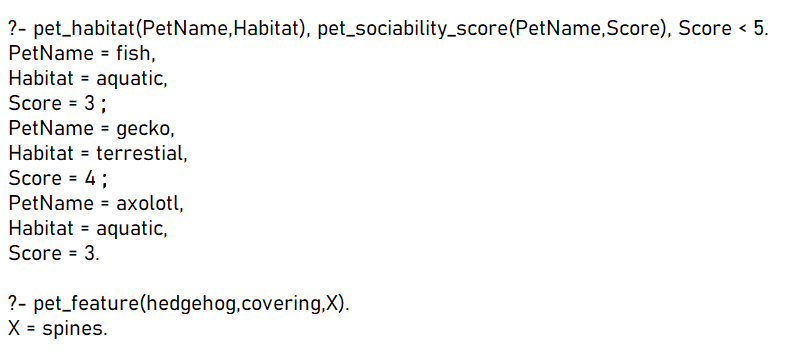 ?- pet_habitat(PetName,Habitat), pet_sociability_score(PetName,Score), Score < 5.
PetName = fish,
Habitat = aquatic,
Score = 3 ;
PetName = gecko,
Habitat = terrestial,
Score = 4 ;
PetName = axolotl,
Habitat = aquatic,
Score = 3.

?- pet_feature(hedgehog,covering,X).
X = spines.